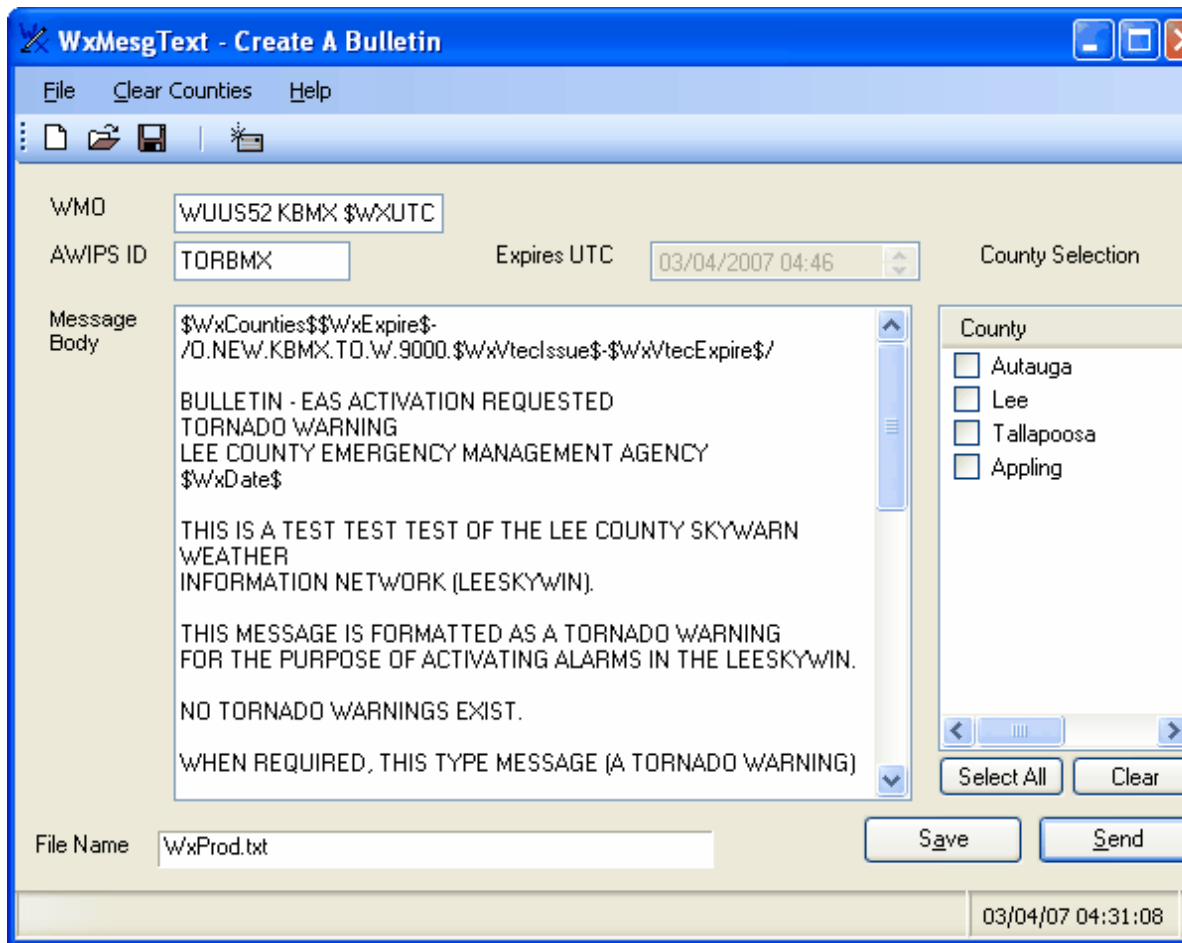 WxMesgText - Create A Bulletin
File Clear Counties Help
WMO
WUUS52 KBMX $WXUTC
AWIPS ID
TORBMX
Expires UTC
03/04/2007 04:46
County Selection
Message
Body
$WxCounties$$WxExpire$-
/O.NEW.KBMX.TO.W.9000.$WxVtecIssue$-$WxVtecExpire$/
BULLETIN - EAS ACTIVATION REQUESTED
TORNADO WARNING
LEE COUNTY EMERGENCY MANAGEMENT AGENCY
$WxDate$
THIS IS A TEST TEST TEST OF THE LEE COUNTY SKYWARN
WEATHER
INFORMATION NETWORK (LEESKYWIN).
THIS MESSAGE IS FORMATTED AS A TORNADO WARNING
FOR THE PURPOSE OF ACTIVATING ALARMS IN THE LEESKYWIN.
NO TORNADO WARNINGS EXIST.
WHEN REQUIRED, THIS TYPE MESSAGE (A TORNADO WARNING)
County
Autauga
Lee
Tallapoosa
Appling
Select All Clear
File Name
WxProd.txt
Save Send
03/04/07 04:31:08